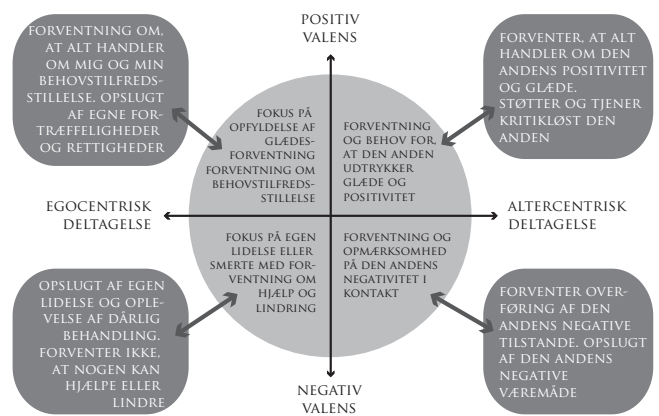 POSITIV
VALENS
FORVENTNING OM,
AT ALT HANDLER
OM MIG OG MIN
BEHOVSTILFREDS-
STILLELSE. OPSLUGT
AF EGNE FOR-
TRÆFFELIGHEDER
OG RETTIGHEDER
FORVENTER, AT ALT
HANDLER OM DEN
ANDENS POSITIVITET
OG GLÆDE.
STØTTER OG TJENER
KRITIKLØST DEN
ANDEN
FOKUS PÅ
OPFYLDELSE AF
GLÆDES-
FORVENTNING
FORVENTNING OM
BEHOVSTILFREDS-
STILLELSE
FORVENTNING
OG BEHOV FOR,
AT DEN ANDEN
UDTRYKKER
GLÆDE OG
POSITIVITET
EGOCENTRISK
DELTAGELSE
ALTERCENTRISK
DELTAGELSE
FOKUS PÅ EGEN
LIDELSE ELLER
SMERTE MED FOR-
VENTNING OM
HJÆLP OG
LINDRING
FORVENTNING OG
OPMÆRKSOMHED
PÅ DEN ANDENS
NEGATIVITET I
KONTAKT
OPSLUGT AF EGEN
LIDELSE OG OPLE-
VELSE AF DÅRLIG
BEHANDLING.
FORVENTER IKKE,
AT NOGEN KAN
HJÆLPE ELLER
LINDRE
FORVENTER OVER-
FØRING AF DEN
ANDENS NEGATIVE
TILSTANDE. OPSLUGT
AF DEN ANDENS
NEGATIVE
VÆREMÅDE
NEGATIV
VALENS